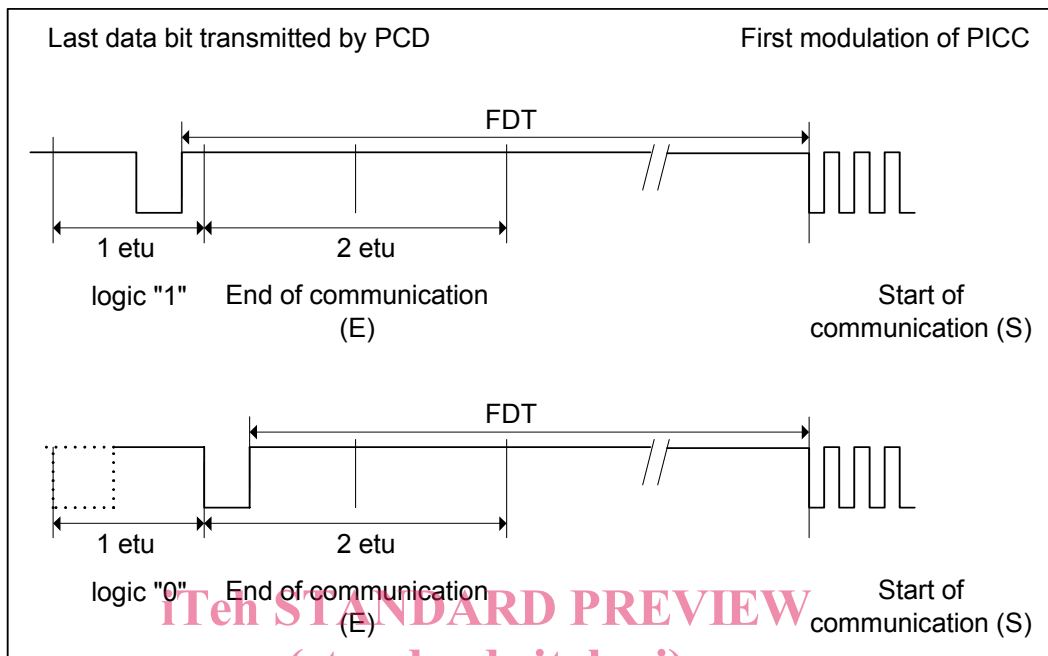 Last data bit transmitted by PCD
First modulation of PICC
FDT
1 etu
2 etu
logic "1"
End of communication
(E)
Start of
communication (S)
FDT
1 etu
2 etu
logic "0"
End of communication
(E)
Start of
communication (S)
iTeh STANDARD PREVIEW